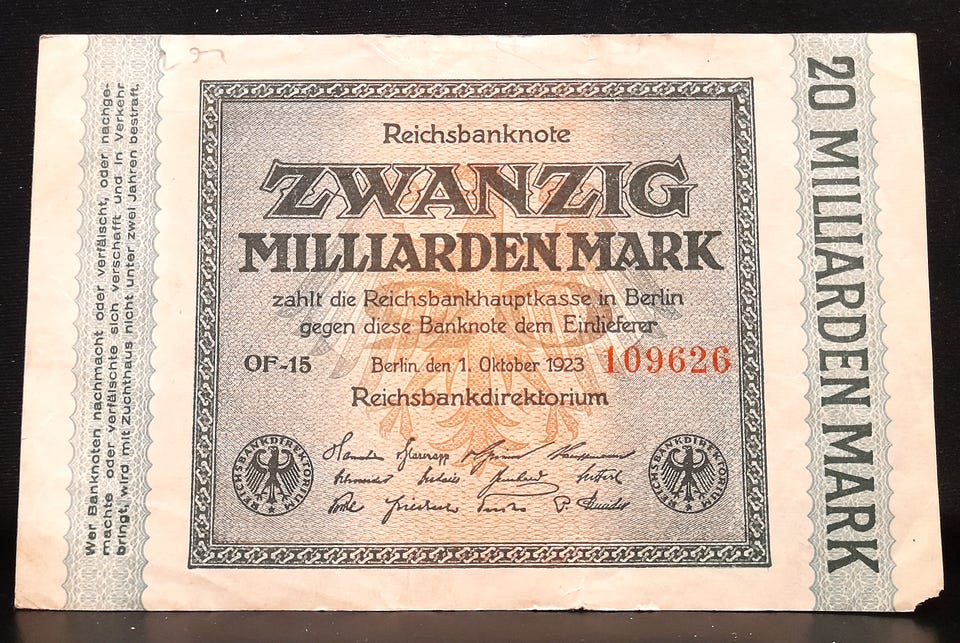 Wer Banknoten nachmacht oder verfälscht, oder nachge-
machte oder verfälschte sich verschafft und in Verkehr
bringt, wird mit Zuchthaus nicht unter zwei Jahren bestraft.
Reichsbanknote
ZWANZIG
MILLIARDEN MARK
zahlt die Reichsbankhauptkasse in Berlin
gegen diese Banknote dem Einlieferer
OF-15 Berlin, den 1. Oktober 1923 109626
Reichsbankdirektorium
REICHSBANKDIREKTORIUM
REICHSBANKDIREKTORIUM
20 MILLIARDEN MARK